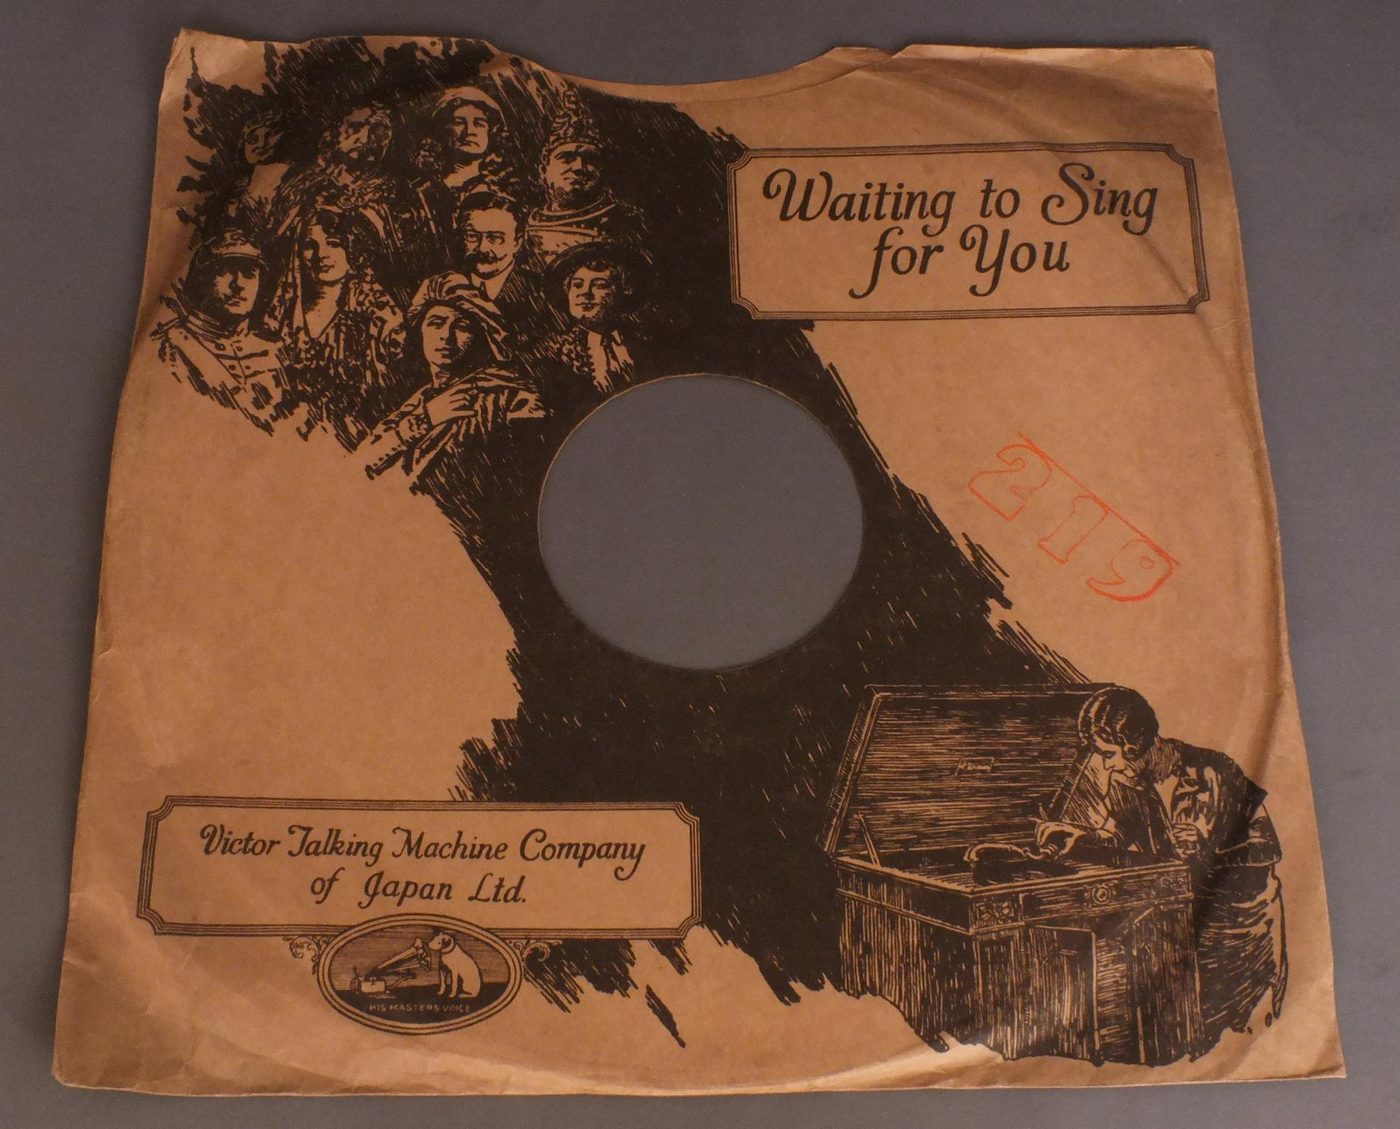 Waiting to Sing
for You
219
Victor Talking Machine Company
of Japan Ltd.
HIS MASTERS VOICE